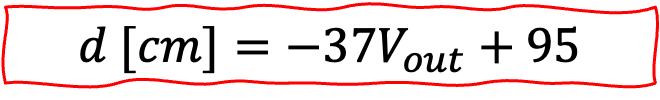 d [cm] = −37V_out + 95